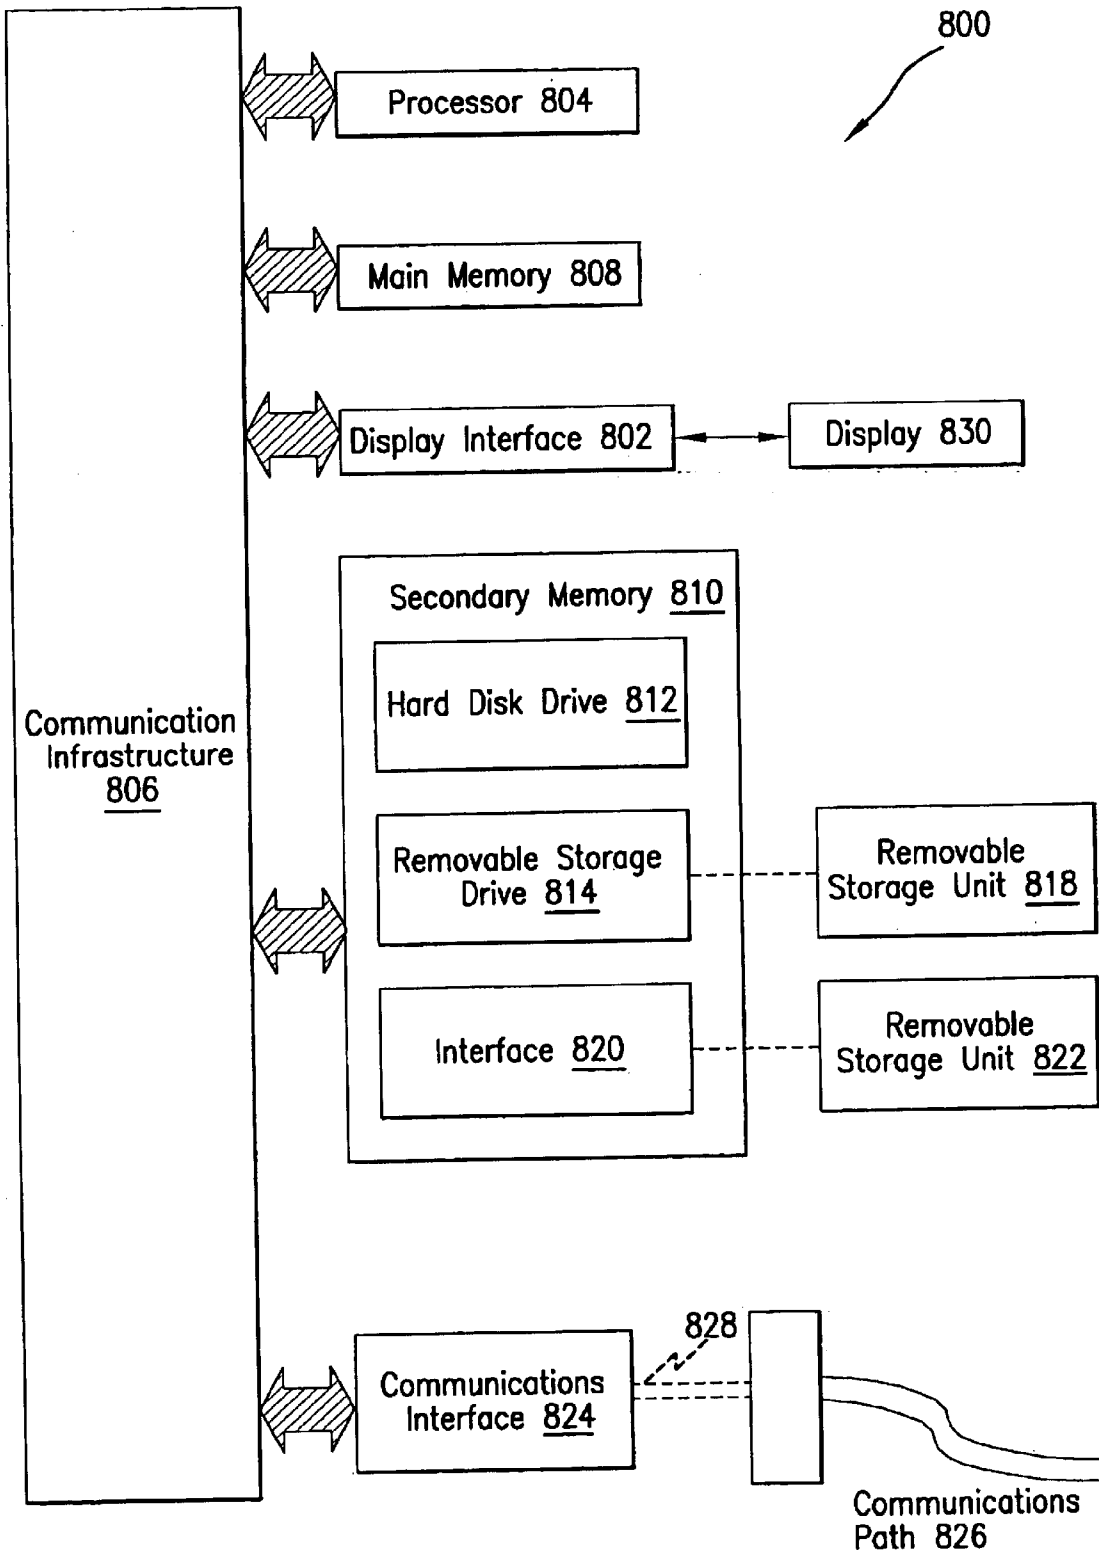 800
Processor 804
Main Memory 808
Display Interface 802
Display 830
Secondary Memory 810
Hard Disk Drive 812
Communication
Infrastructure
806
Removable Storage
Drive 814
Removable
Storage Unit 818
Interface 820
Removable
Storage Unit 822
828
Communications
Interface 824
Communications
Path 826